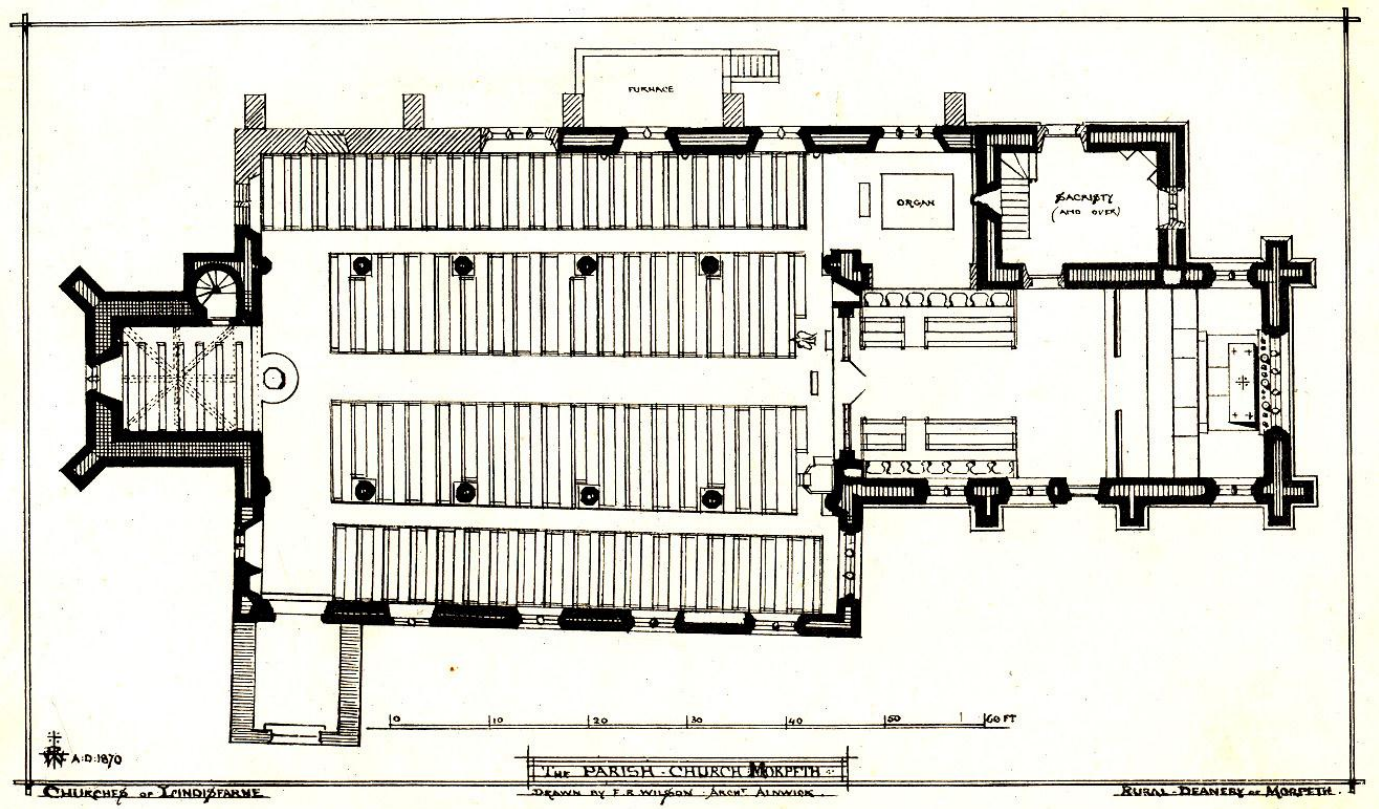 FURNACE
ORGAN
SACRISTY
(AND OVER)
0 10 20 30 40 50 60 FT
A:D:1870
THE PARISH · CHURCH MORPETH
DRAWN BY F. R. WILSON ARCHT ALNWICK.
CHURCHES OF LINDISFARNE
RURAL-DEANERY OF MORPETH.